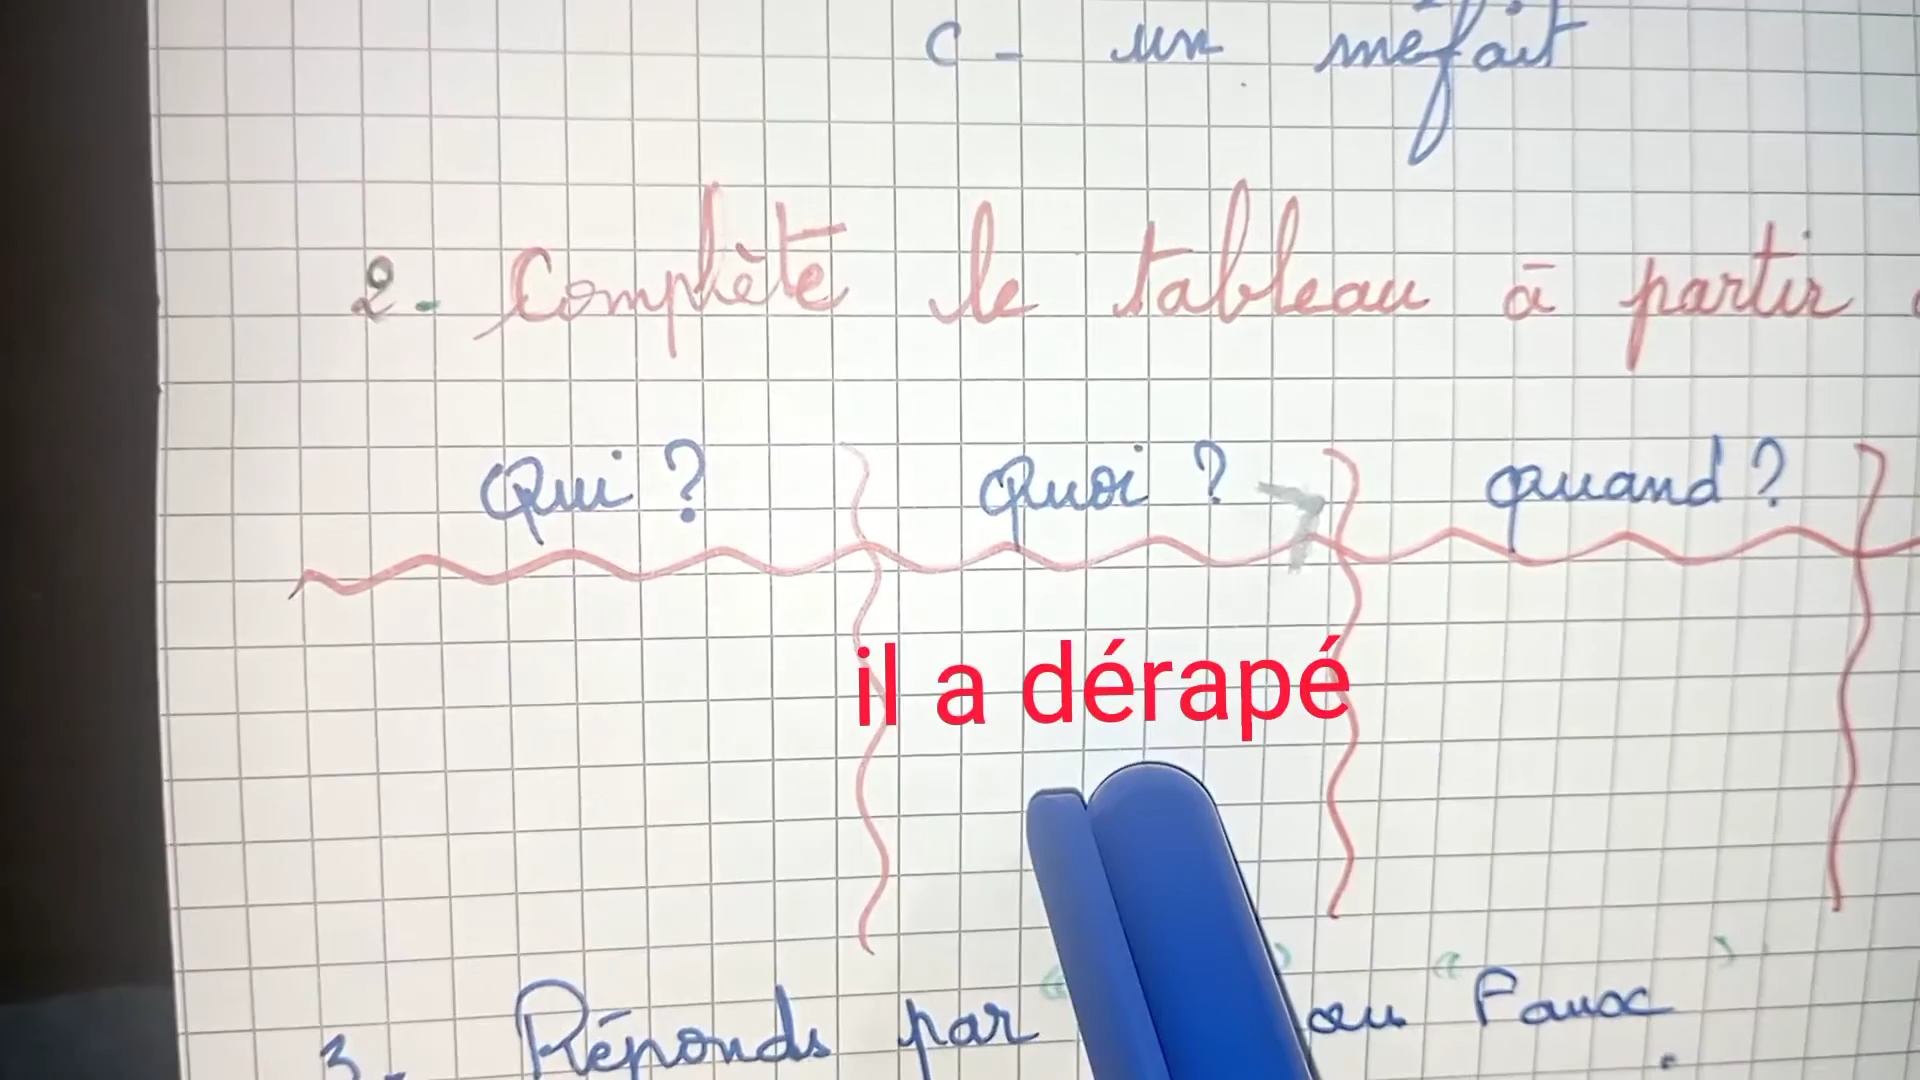 c - un méfait
2- Complète le tableau à partir
Qui ? Quoi ? quand ?
il a dérapé
3. Réponds par " " ou " Faux "